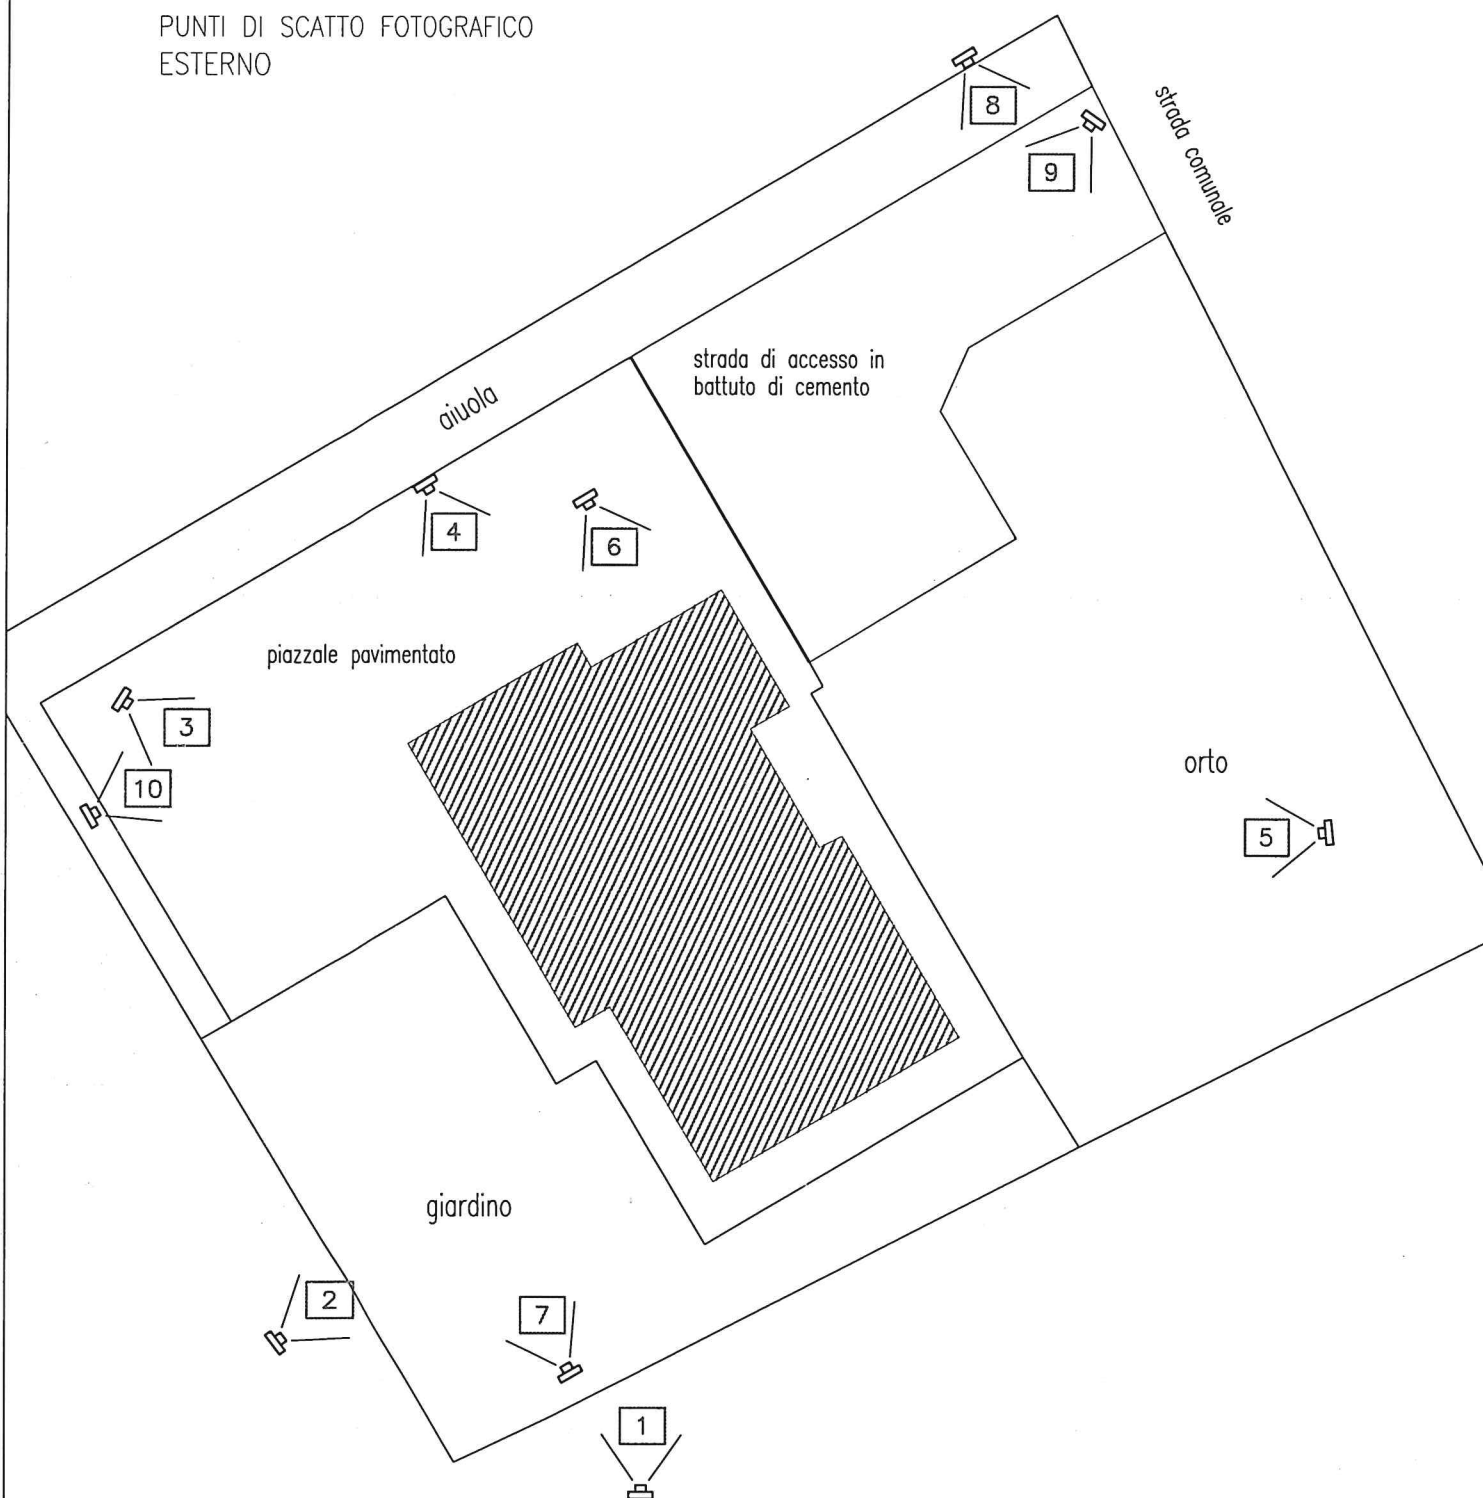 PUNTI DI SCATTO FOTOGRAFICO
ESTERNO
8
strada comunale
9
strada di accesso in
battuto di cemento
aiuola
4
6
piazzale pavimentato
3
10
orto
5
giardino
2
7
1